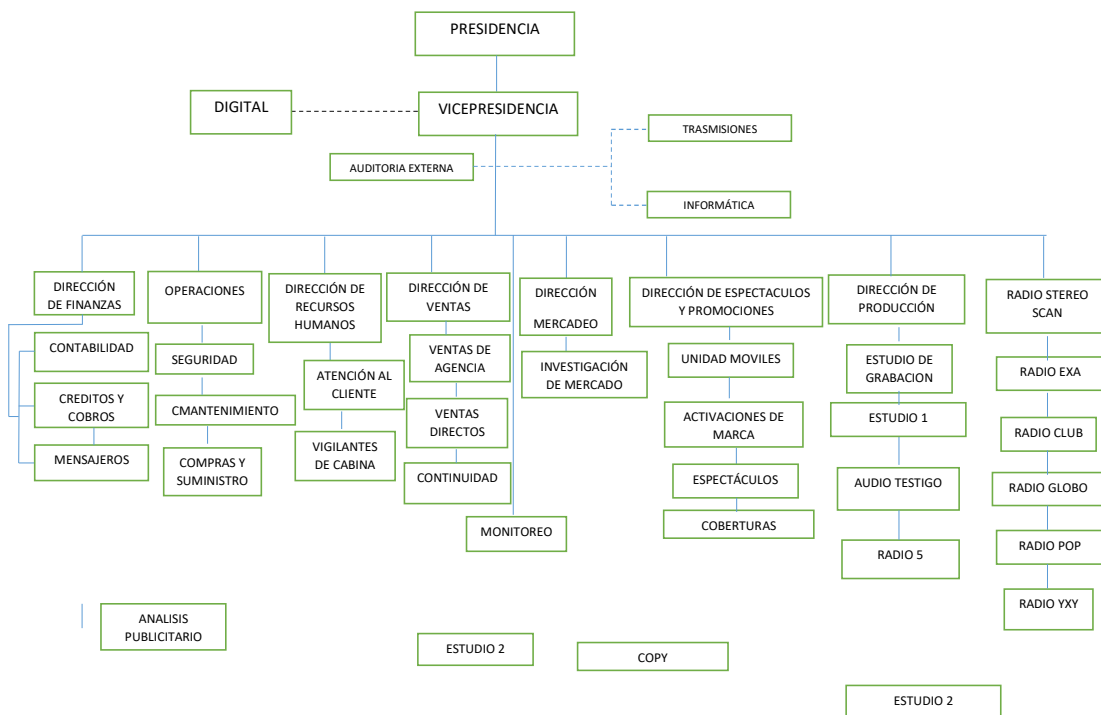 PRESIDENCIA
DIGITAL
VICEPRESIDENCIA
TRASMISIONES
AUDITORIA EXTERNA
INFORMÁTICA
DIRECCIÓN
DE FINANZAS
CONTABILIDAD
CREDITOS Y
COBROS
MENSAJEROS
OPERACIONES
SEGURIDAD
CMANTENIMIENTO
COMPRAS Y
SUMINISTRO
DIRECCIÓN DE
RECURSOS
HUMANOS
ATENCIÓN AL
CLIENTE
VIGILANTES
DE CABINA
DIRECCIÓN DE
VENTAS
VENTAS DE
AGENCIA
VENTAS
DIRECTOS
CONTINUIDAD
MONITOREO
DIRECCIÓN
MERCADEO
INVESTIGACIÓN
DE MERCADO
DIRECCIÓN DE ESPECTACULOS
Y PROMOCIONES
UNIDAD MOVILES
ACTIVACIONES DE
MARCA
ESPECTÁCULOS
COBERTURAS
DIRECCIÓN DE
PRODUCCIÓN
ESTUDIO DE
GRABACION
ESTUDIO 1
AUDIO TESTIGO
RADIO 5
RADIO STEREO
SCAN
RADIO EXA
RADIO CLUB
RADIO GLOBO
RADIO POP
RADIO YXY
ANALISIS
PUBLICITARIO
ESTUDIO 2
COPY
ESTUDIO 2